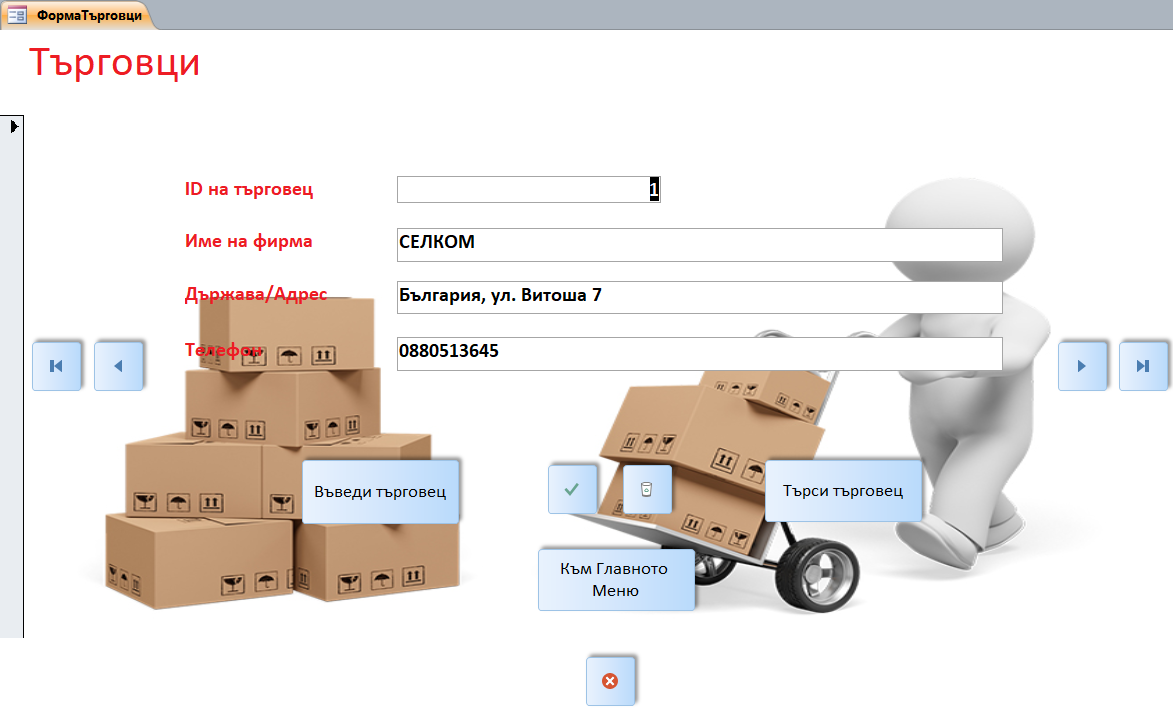 ФормаТърговци
Търговци
ID на търговец
1
Име на фирма
СЕЛКОМ
Държава/Адрес
България, ул. Витоша 7
Телефон
0880513645
Въведи търговец
Търси търговец
Към Главното
Меню